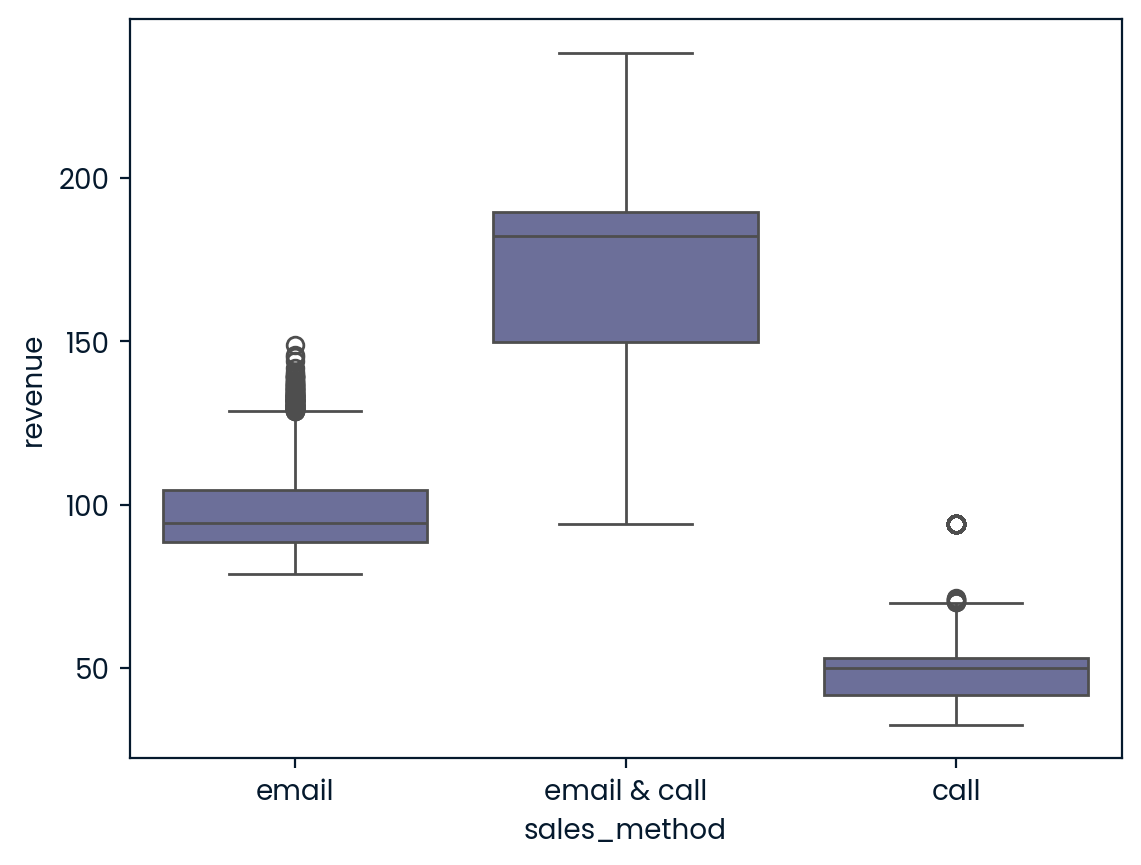 200
150
100
50
revenue
email
email & call
call
sales_method